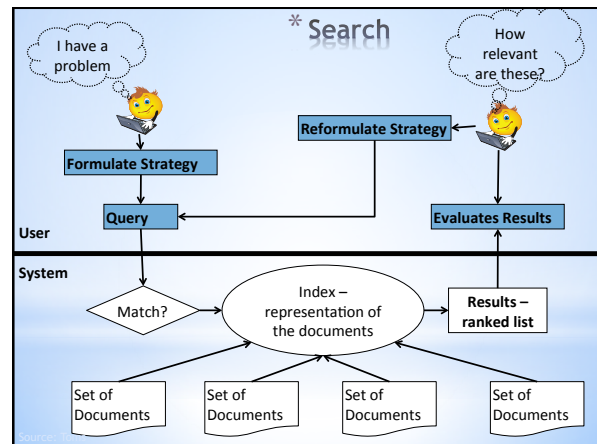 * Search
I have a
problem
How
relevant
are these?
Reformulate Strategy
Formulate Strategy
Query
Evaluates Results
User
System
Match?
Index –
representation of
the documents
Results –
ranked list
Set of
Documents
Set of
Documents
Set of
Documents
Set of
Documents
Source: